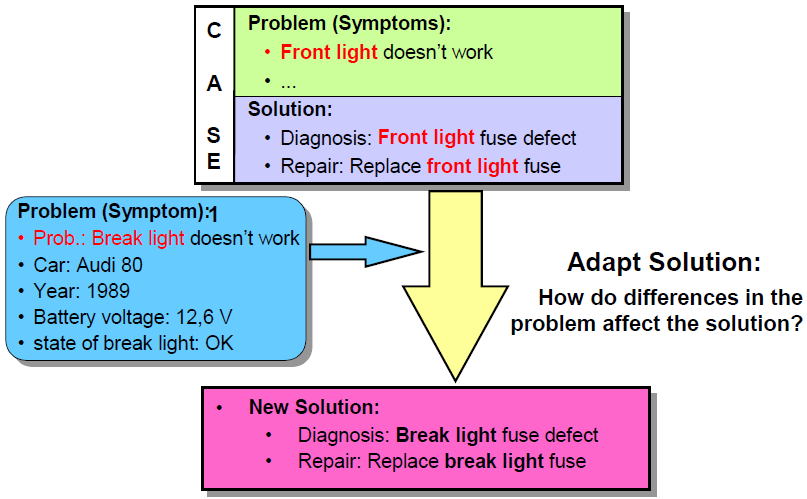 C
A
S
E
Problem (Symptoms):
• Front light doesn't work
• ...
Solution:
• Diagnosis: Front light fuse defect
• Repair: Replace front light fuse
Problem (Symptom):1
• Prob.: Break light doesn't work
• Car: Audi 80
• Year: 1989
• Battery voltage: 12,6 V
• state of break light: OK
Adapt Solution:
How do differences in the
problem affect the solution?
• New Solution:
• Diagnosis: Break light fuse defect
• Repair: Replace break light fuse